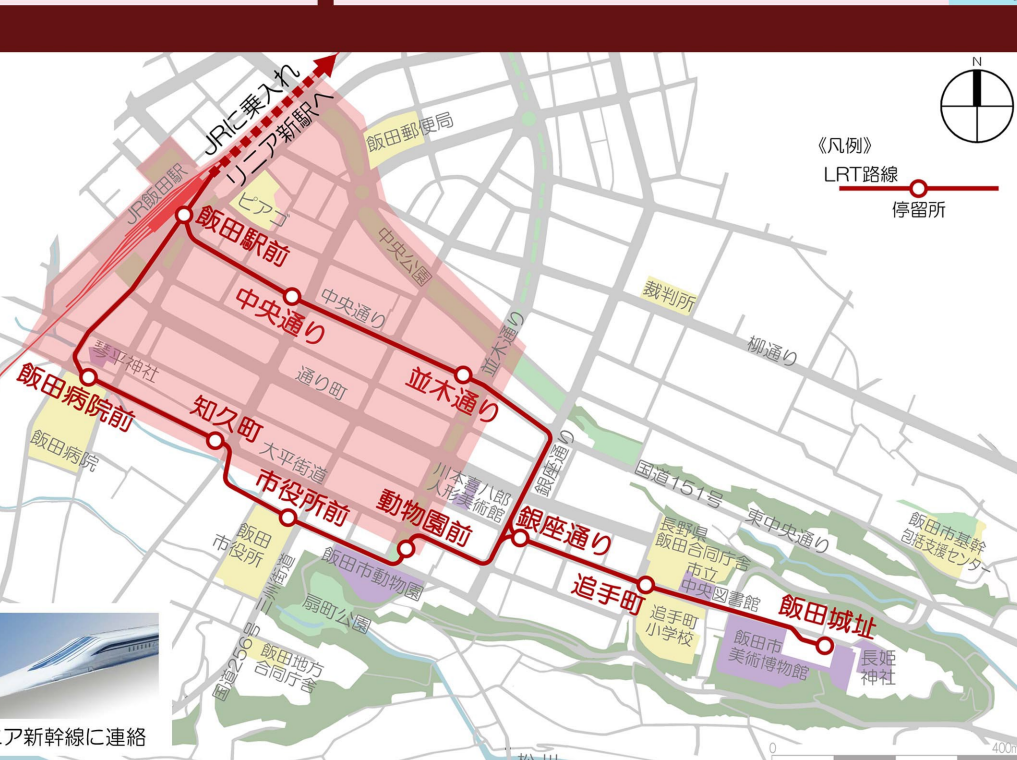 JRに乗入れ
リニア新駅へ
N
《凡例》
LRT路線
停留所
飯田郵便局
JR飯田駅
ピアゴ
飯田駅前
中央公園
中央通り
中央通り
裁判所
並木通り
柳通り
琴平神社
通り町
並木通り
飯田病院前
知久町
飯田病院
大平街道
銀座通り
国道151号
川本喜八郎
人形美術館
市役所前
動物園前
銀座通り
東中央通り
飯田市基幹
包括支援センター
飯田
市役所
長野県
飯田合同庁舎
市立
中央図書館
飯田市動物園
三州街道
追手町
飯田城址
扇町公園
追手町
小学校
飯田市
美術博物館
長姫
神社
国道256号
飯田地方
合同庁舎
ニア新幹線に連絡
松川
0
400m